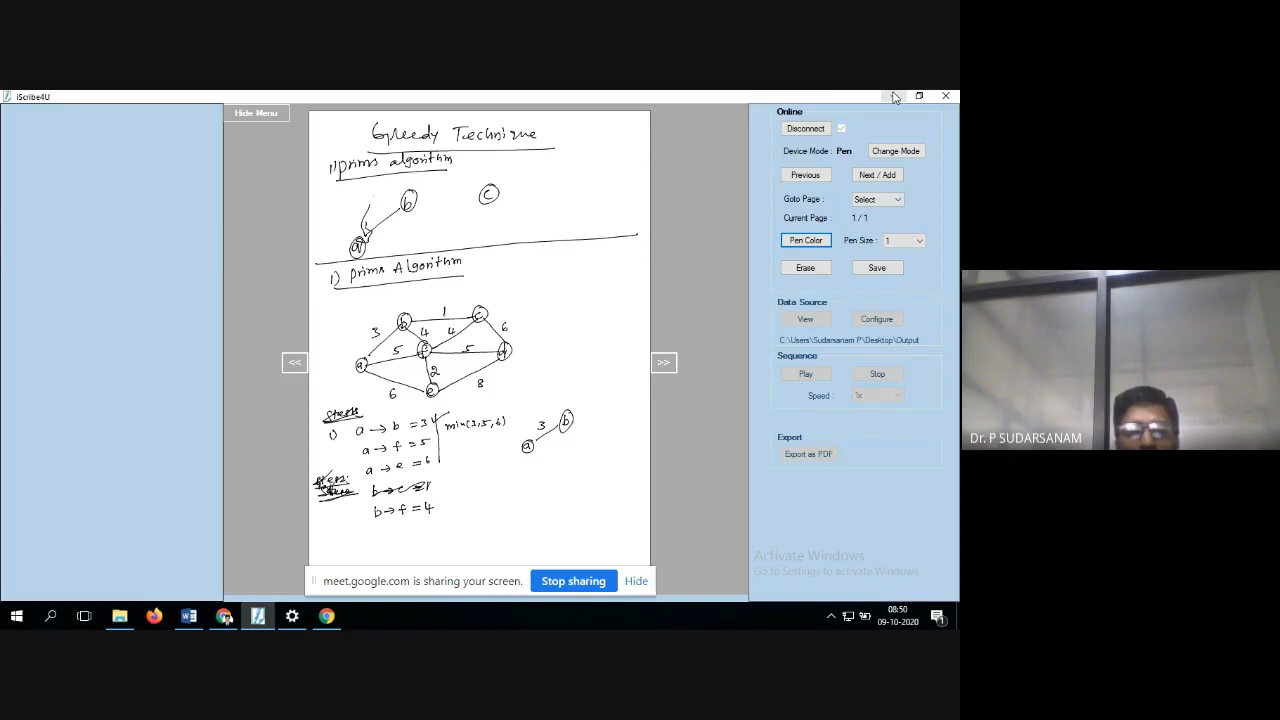 iScribe4U
Hide Menu
Greedy Technique
1) prims algorithm
b
c
a
1) prims Algorithm
b 1 c
3 4 4 6
a 5 f 5 d
2
6 e 8
Steps
1) a → b = 3 min(3,5,6)
a → f = 5
a → e = 6
a 3 b
Steps:
b → c = 1
b → f = 4
<<
>>
meet.google.com is sharing your screen.
Stop sharing
Hide
Online
Disconnect
Device Mode : Pen
Change Mode
Previous
Next / Add
Goto Page :
Select
Current Page : 1 / 1
Pen Color
Pen Size :
1
Erase
Save
Data Source
View
Configure
C:\Users\Sudarsanam P\Desktop\Output
Sequence
Play
Stop
Speed :
1x
Export
Export as PDF
Activate Windows
Go to Settings to activate Windows.
08:50
09-10-2020
1
Dr. P SUDARSANAM